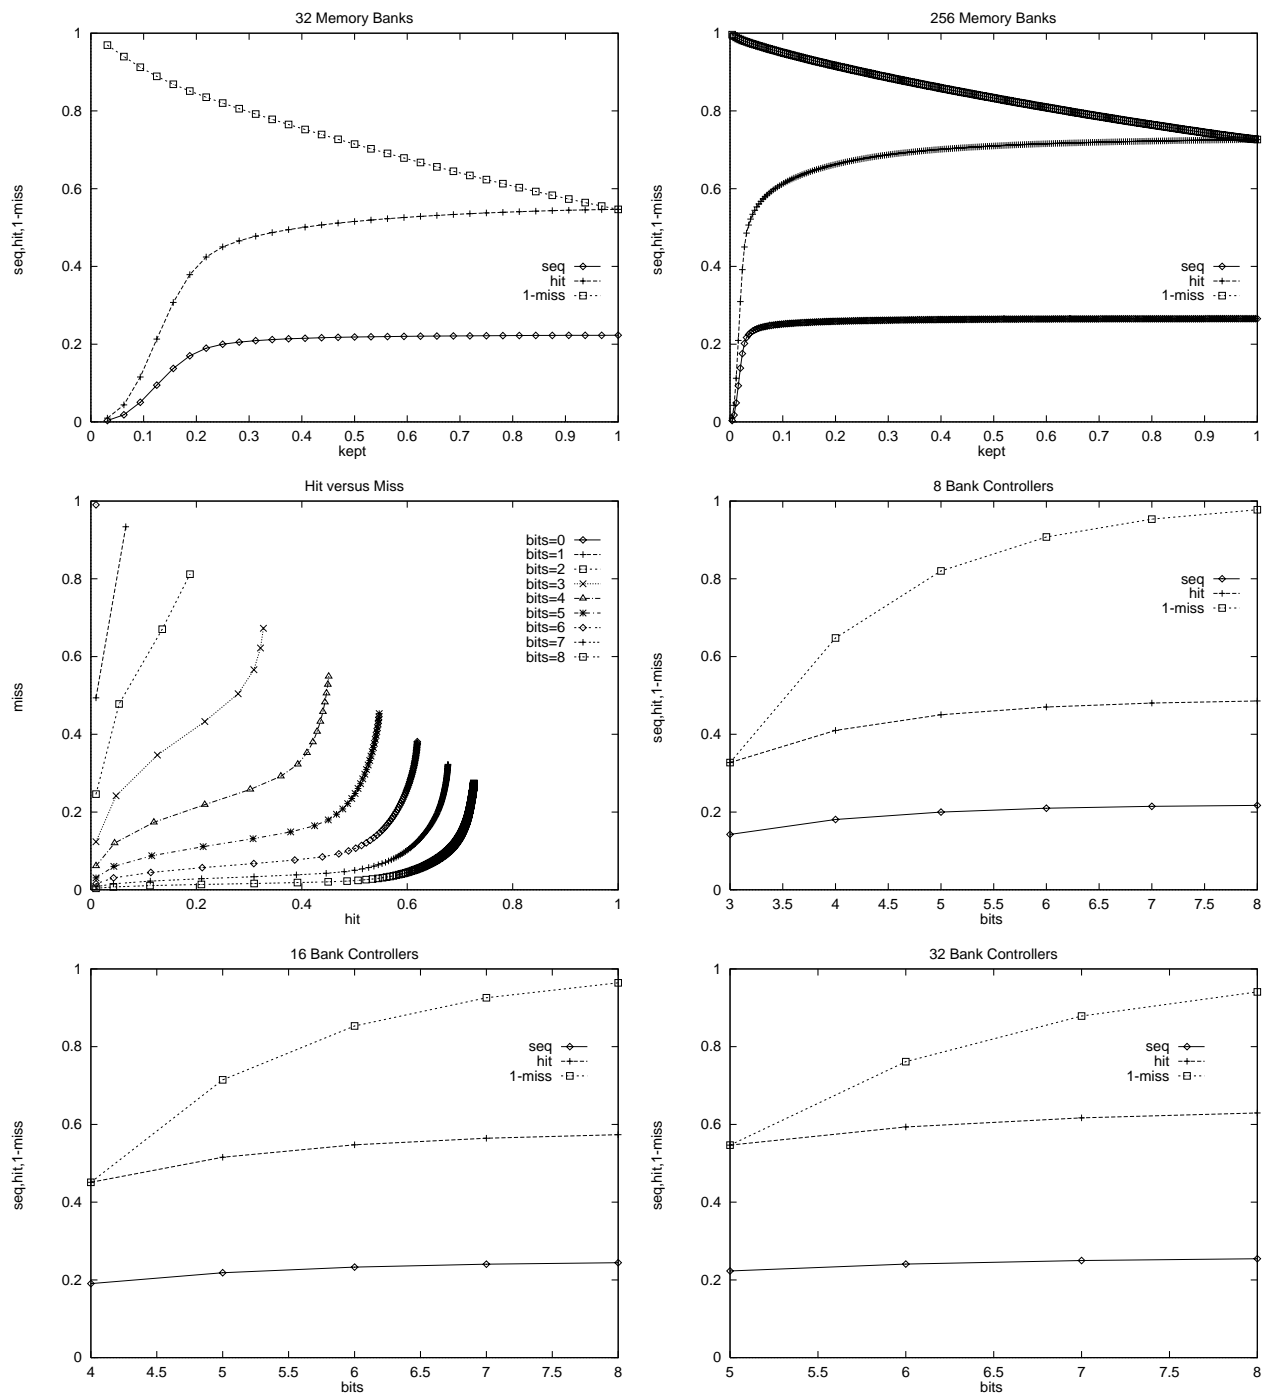 32 Memory Banks
1
0.8
0.6
0.4
0.2
0
seq,hit,1-miss
seq
hit
1-miss
0 0.1 0.2 0.3 0.4 0.5 0.6 0.7 0.8 0.9 1
kept
256 Memory Banks
1
0.8
0.6
0.4
0.2
0
seq,hit,1-miss
seq
hit
1-miss
0 0.1 0.2 0.3 0.4 0.5 0.6 0.7 0.8 0.9 1
kept
Hit versus Miss
1
0.8
0.6
0.4
0.2
0
miss
bits=0
bits=1
bits=2
bits=3
bits=4
bits=5
bits=6
bits=7
bits=8
0 0.2 0.4 0.6 0.8 1
hit
8 Bank Controllers
1
0.8
0.6
0.4
0.2
0
seq,hit,1-miss
seq
hit
1-miss
3 3.5 4 4.5 5 5.5 6 6.5 7 7.5 8
bits
16 Bank Controllers
1
0.8
0.6
0.4
0.2
0
seq,hit,1-miss
seq
hit
1-miss
4 4.5 5 5.5 6 6.5 7 7.5 8
bits
32 Bank Controllers
1
0.8
0.6
0.4
0.2
0
seq,hit,1-miss
seq
hit
1-miss
5 5.5 6 6.5 7 7.5 8
bits